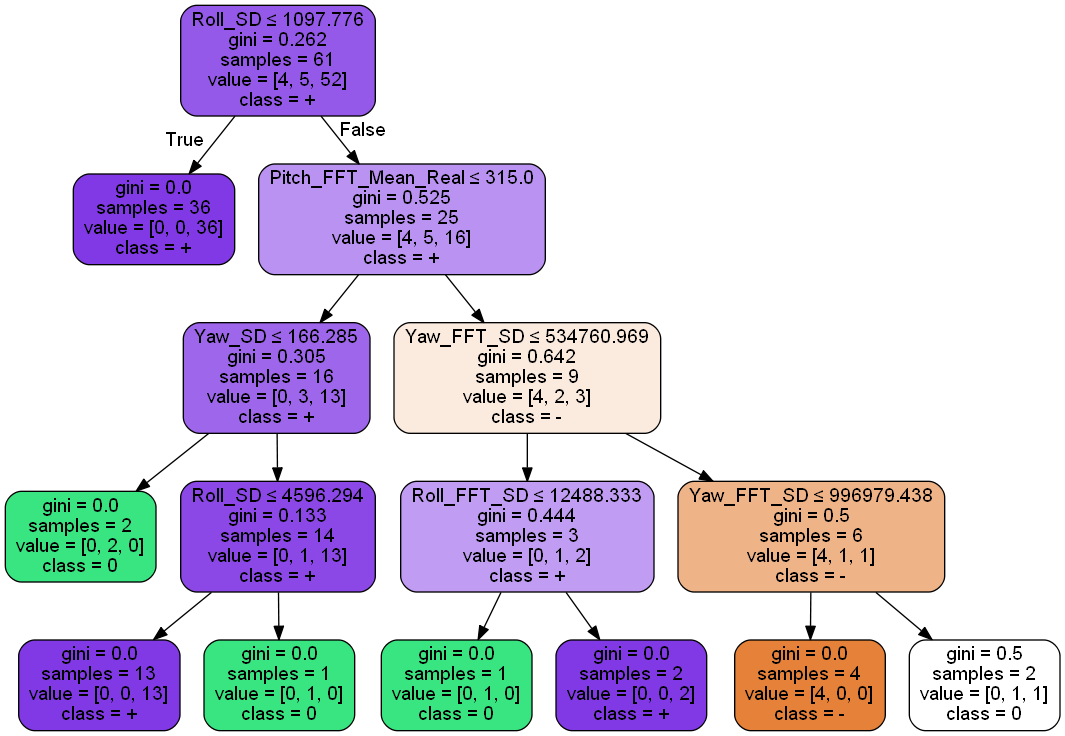 Roll_SD ≤ 1097.776
gini = 0.262
samples = 61
value = [4, 5, 52]
class = +
True
False
gini = 0.0
samples = 36
value = [0, 0, 36]
class = +
Pitch_FFT_Mean_Real ≤ 315.0
gini = 0.525
samples = 25
value = [4, 5, 16]
class = +
Yaw_SD ≤ 166.285
gini = 0.305
samples = 16
value = [0, 3, 13]
class = +
Yaw_FFT_SD ≤ 534760.969
gini = 0.642
samples = 9
value = [4, 2, 3]
class = -
gini = 0.0
samples = 2
value = [0, 2, 0]
class = 0
Roll_SD ≤ 4596.294
gini = 0.133
samples = 14
value = [0, 1, 13]
class = +
Roll_FFT_SD ≤ 12488.333
gini = 0.444
samples = 3
value = [0, 1, 2]
class = +
Yaw_FFT_SD ≤ 996979.438
gini = 0.5
samples = 6
value = [4, 1, 1]
class = -
gini = 0.0
samples = 13
value = [0, 0, 13]
class = +
gini = 0.0
samples = 1
value = [0, 1, 0]
class = 0
gini = 0.0
samples = 1
value = [0, 1, 0]
class = 0
gini = 0.0
samples = 2
value = [0, 0, 2]
class = +
gini = 0.0
samples = 4
value = [4, 0, 0]
class = -
gini = 0.5
samples = 2
value = [0, 1, 1]
class = 0